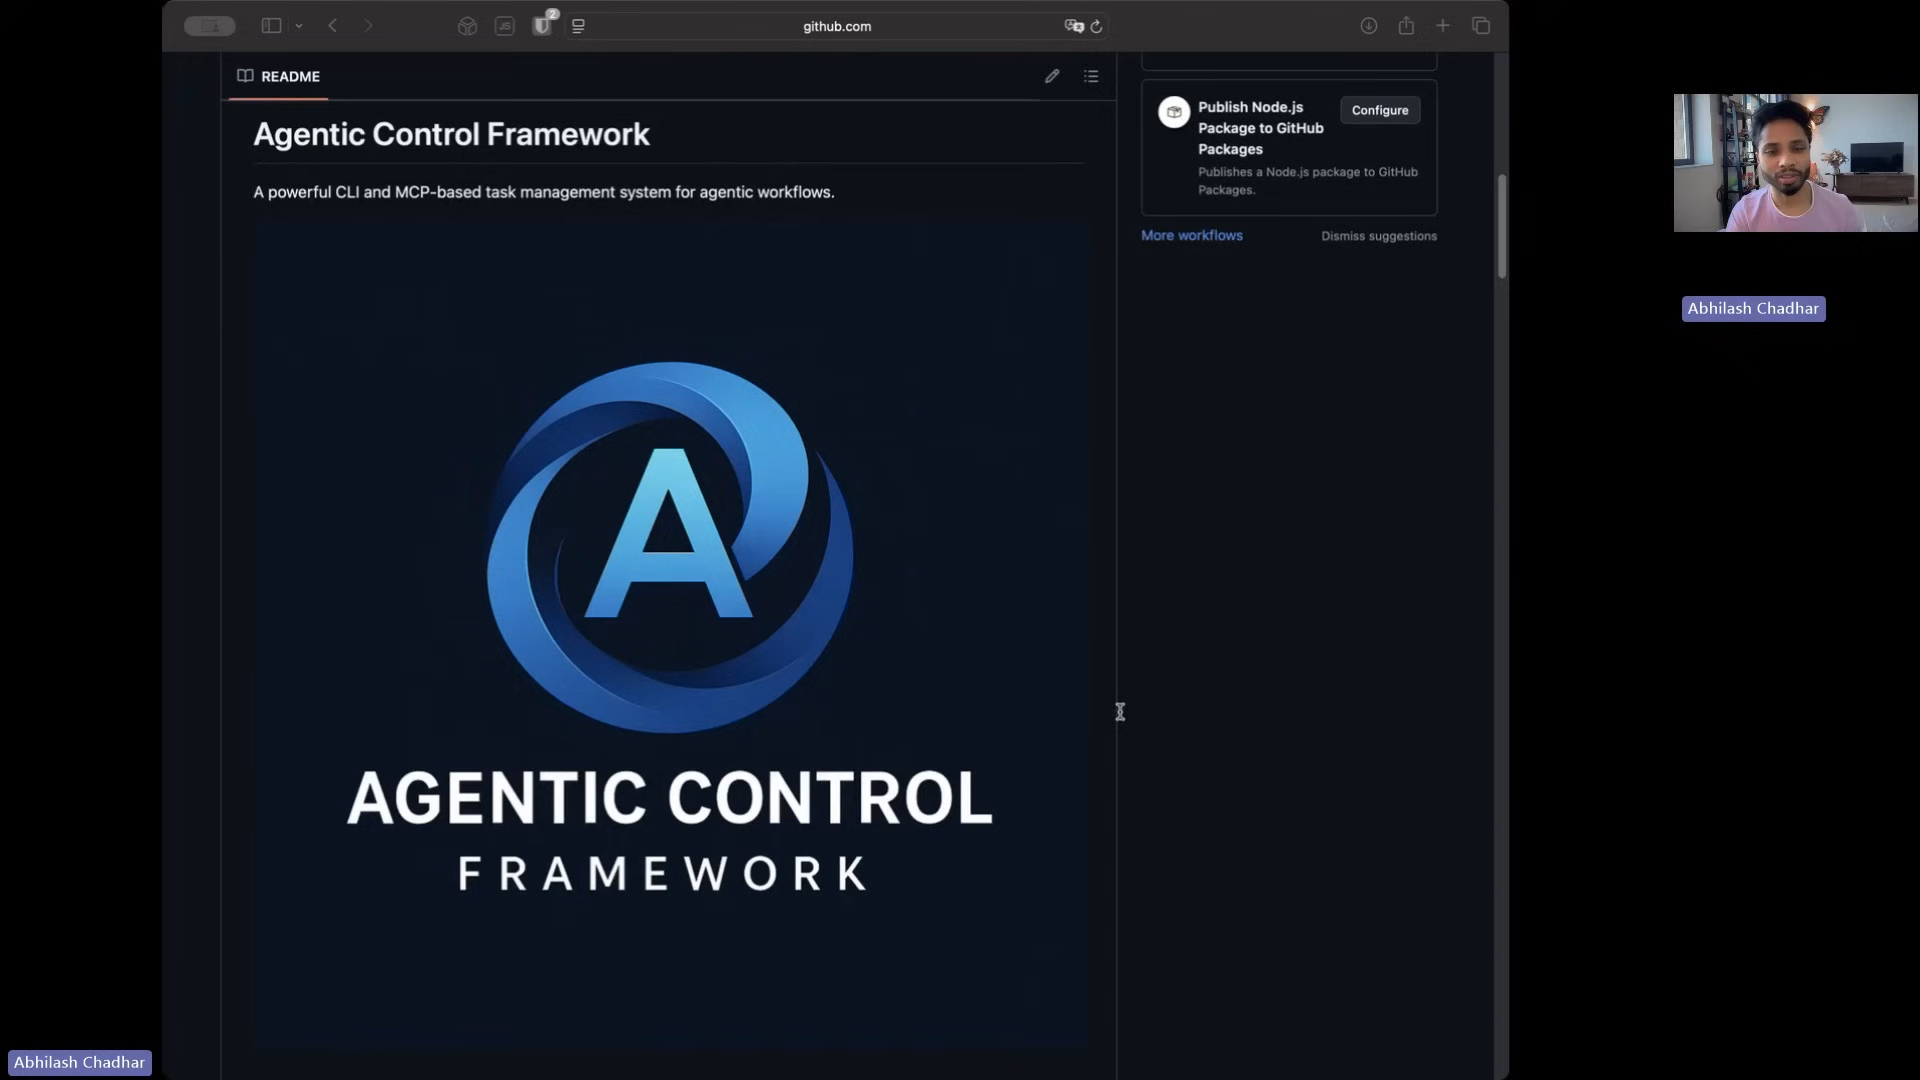 2
github.com
README
Agentic Control Framework
A powerful CLI and MCP-based task management system for agentic workflows.
A
AGENTIC CONTROL
FRAMEWORK
Publish Node.js
Package to GitHub
Packages
Configure
Publishes a Node.js package to GitHub
Packages.
More workflows
Dismiss suggestions
Abhilash Chadhar
Abhilash Chadhar